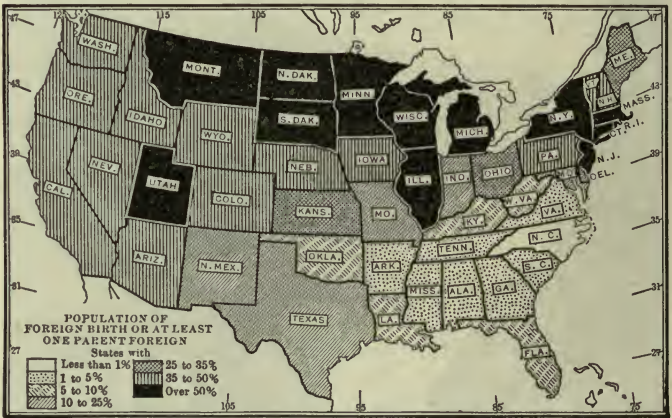 115 105 95 85 75
WASH.
47
MONT.
N. DAK.
MINN.
ME.
43
ORE.
IDAHO
WYO.
S. DAK.
WISC.
MICH.
N.Y.
N.H.
43
MASS.
R.I.
CT.
39
NEV.
UTAH
COLO.
NEB.
IOWA
ILL.
IND.
OHIO
PA.
N.J.
DEL.
39
CAL.
KANS.
MO.
KY.
W. VA.
VA.
35
ARIZ.
N. MEX.
OKLA.
ARK.
TENN.
N. C.
S. C.
35
31
TEXAS
LA.
MISS.
ALA.
GA.
31
FLA.
27
27
POPULATION OF
FOREIGN BIRTH OR AT LEAST
ONE PARENT FOREIGN
States with
Less than 1%
1 to 5%
5 to 10%
10 to 25%
25 to 35%
35 to 50%
Over 50%
105 95 85 75